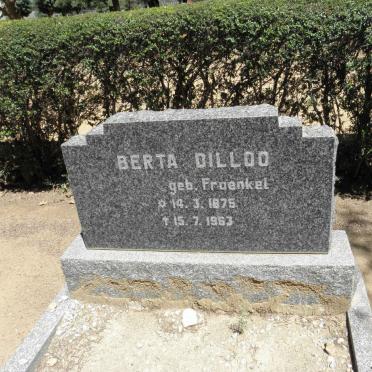 BERTA DILLOO
geb. Fraenkel
* 14. 3. 1875
† 15. 7. 1963